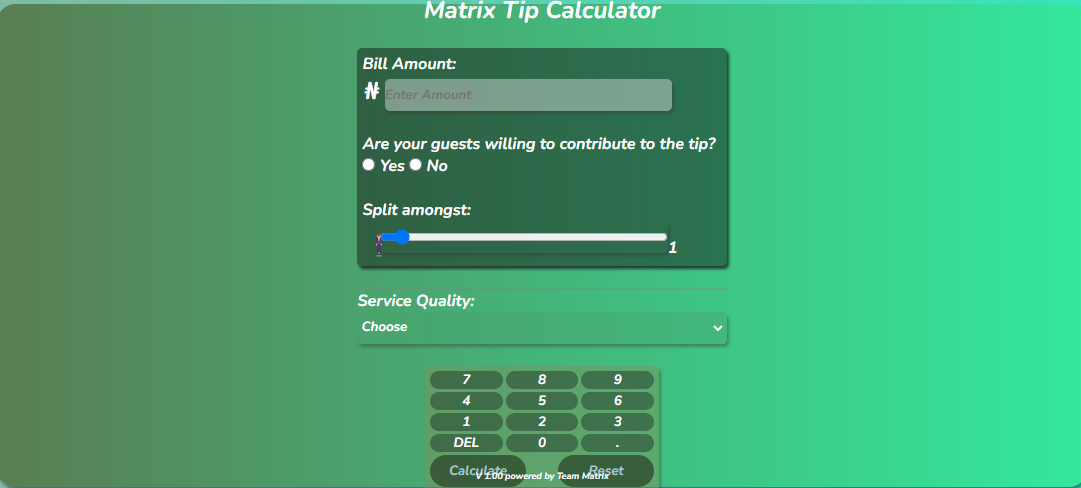 Matrix Tip Calculator
Bill Amount:
₦ Enter Amount
Are your guests willing to contribute to the tip?
Yes No
Split amongst:
1
Service Quality:
Choose
7 8 9
4 5 6
1 2 3
DEL 0 .
Calculate Reset
V 1.00 powered by Team Matrix